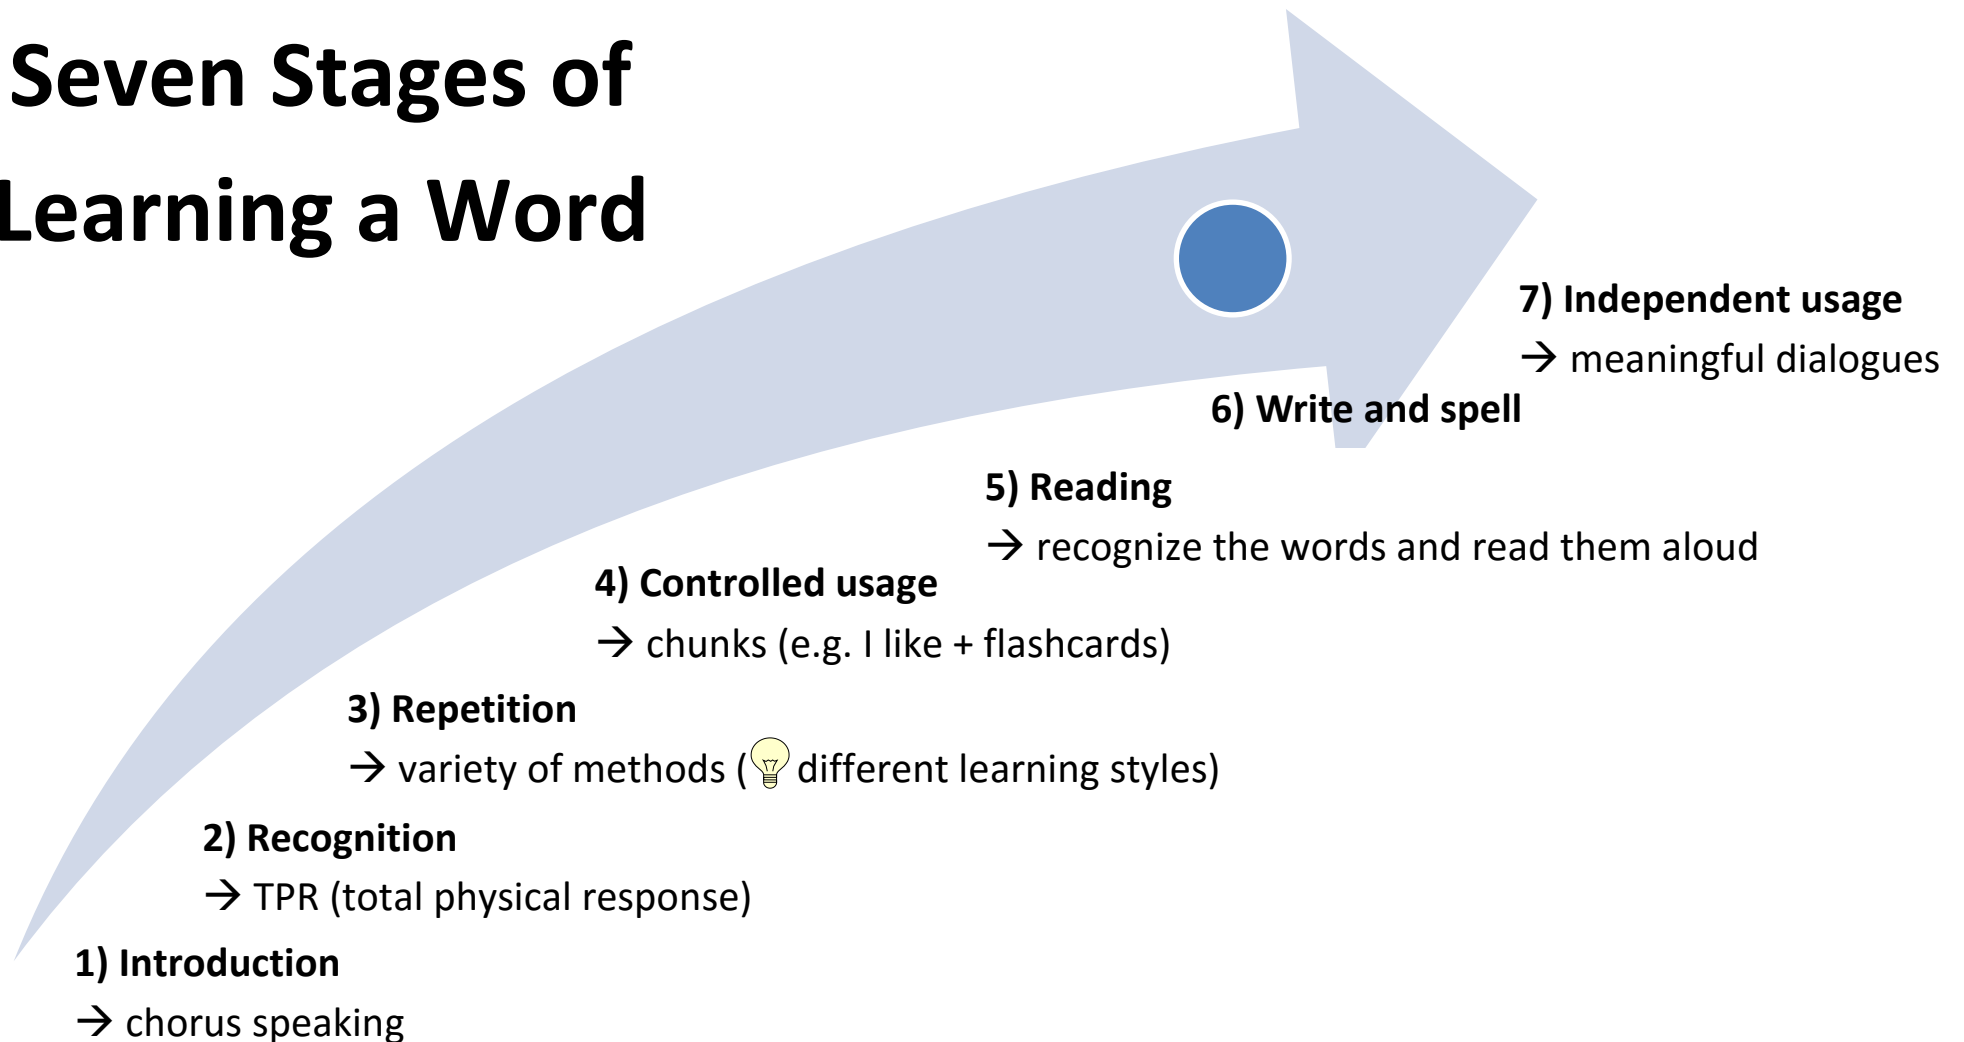 Seven Stages of
Learning a Word
7) Independent usage
→ meaningful dialogues
6) Write and spell
5) Reading
→ recognize the words and read them aloud
4) Controlled usage
→ chunks (e.g. I like + flashcards)
3) Repetition
→ variety of methods ( different learning styles)
2) Recognition
→ TPR (total physical response)
1) Introduction
→ chorus speaking